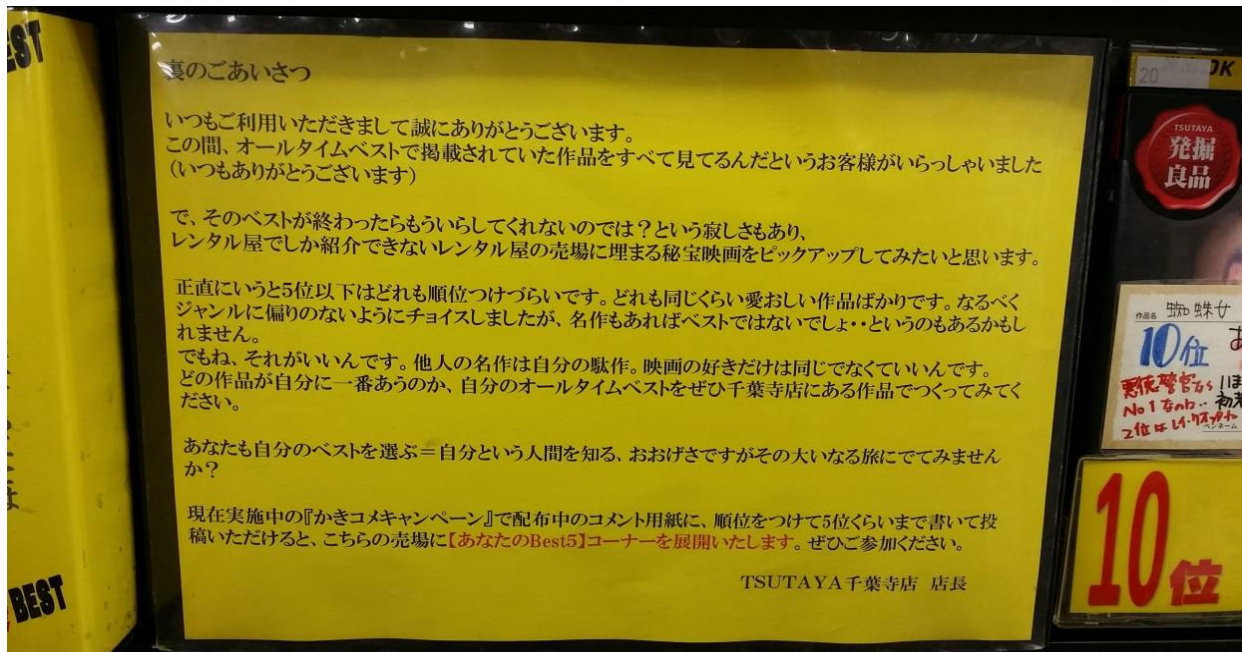 EST
BEST
裏のごあいさつ
いつもご利用いただきまして誠にありがとうございます。
この間、オールタイムベストで掲載されていた作品をすべて見てるんだというお客様がいらっしゃいました
(いつもありがとうございます)
で、そのベストが終わったらもういらしてくれないのでは？という寂しさもあり、
レンタル屋でしか紹介できないレンタル屋の売場に埋まる秘宝映画をピックアップしてみたいと思います。
正直にいうと5位以下はどれも順位つけづらいです。どれも同じくらい愛おしい作品ばかりです。なるべく
ジャンルに偏りのないようにチョイスしましたが、名作もあればベストではないでしょ・・というのもあるかもし
れません。
でもね、それがいいんです。他人の名作は自分の駄作。映画の好きだけは同じでなくていいんです。
どの作品が自分に一番あうのか、自分のオールタイムベストをぜひ千葉寺店にある作品でつくってみてく
ださい。
あなたも自分のベストを選ぶ＝自分という人間を知る、おおげさですがその大いなる旅にでてみません
か？
現在実施中の『かきコメキャンペーン』で配布中のコメント用紙に、順位をつけて5位くらいまで書いて投
稿いただけると、こちらの売場に【あなたのBest5】コーナーを展開いたします。ぜひご参加ください。
TSUTAYA千葉寺店 店長
20
OK
TSUTAYA
発掘
良品
作品名 蜘蛛女
10位
悪徳警官なら
No1なのは・・
2位は
ペンネーム
10位